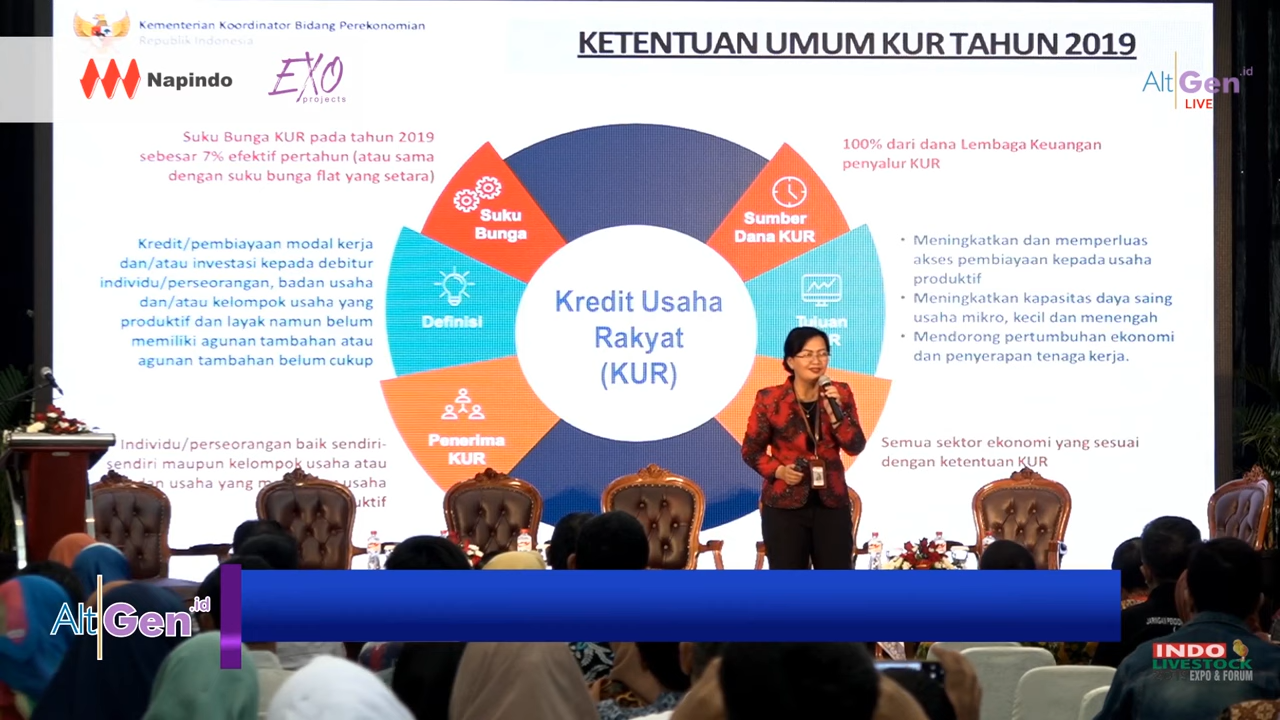 Kementerian Koordinator Bidang Perekonomian
Republik Indonesia
KETENTUAN UMUM KUR TAHUN 2019
Napindo
EXO
projects
AltGen.id
LIVE
Suku Bunga KUR pada tahun 2019
sebesar 7% efektif pertahun (atau sama
dengan suku bunga flat yang setara)
Suku
Bunga
Sumber
Dana KUR
100% dari dana Lembaga Keuangan
penyalur KUR
Kredit/pembiayaan modal kerja
dan/atau investasi kepada debitur
individu/perseorangan, badan usaha
dan/atau kelompok usaha yang
produktif dan layak namun belum
memiliki agunan tambahan atau
agunan tambahan belum cukup
Definisi
Kredit Usaha
Rakyat
(KUR)
• Meningkatkan dan memperluas
akses pembiayaan kepada usaha
produktif
• Meningkatkan kapasitas daya saing
usaha mikro, kecil dan menengah
• Mendorong pertumbuhan ekonomi
dan penyerapan tenaga kerja.
Penerima
KUR
Individu/perseorangan baik sendiri-
sendiri maupun kelompok usaha atau
usaha yang usaha
Semua sektor ekonomi yang sesuai
dengan ketentuan KUR
AltGen.id
INDO
LIVESTOCK
EXPO & FORUM